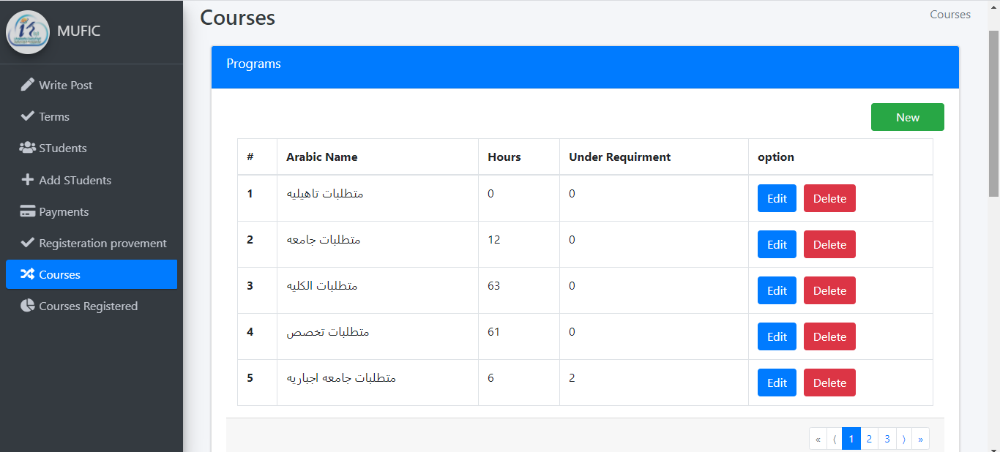 MUFIC
Write Post
Terms
STudents
Add STudents
Payments
Registeration provement
Courses
Courses Registered
Courses
Courses
Programs
New
# Arabic Name Hours Under Requirment option
1 متطلبات تاهيليه 0 0 Edit Delete
2 متطلبات جامعه 12 0 Edit Delete
3 متطلبات الكليه 63 0 Edit Delete
4 متطلبات تخصص 61 0 Edit Delete
5 متطلبات جامعه اجباريه 6 2 Edit Delete
« ⟨ 1 2 3 ⟩ »